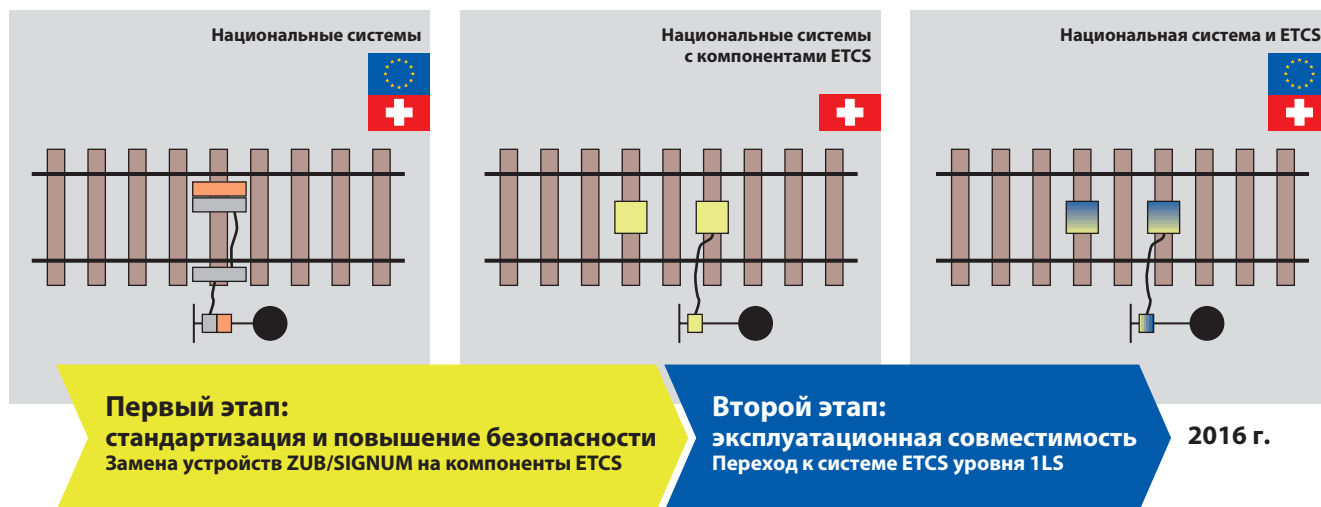 Национальные системы
Национальные системы
с компонентами ETCS
Национальная система и ETCS
Первый этап:
стандартизация и повышение безопасности
Замена устройств ZUB/SIGNUM на компоненты ETCS
Второй этап:
эксплуатационная совместимость
Переход к системе ETCS уровня 1LS
2016 г.